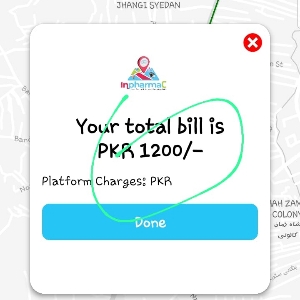 JHANGI SYEDAN
InpharmaC
Your total bill is
PKR 1200/-
Platform Charges: PKR
Done
AH ZAM
COLONY